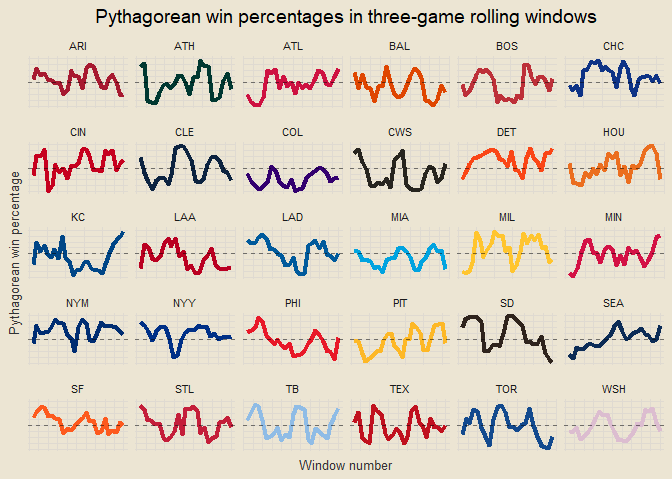 Pythagorean win percentages in three-game rolling windows
ARI ATH ATL BAL BOS CHC
CIN CLE COL CWS DET HOU
KC LAA LAD MIA MIL MIN
NYM NYY PHI PIT SD SEA
SF STL TB TEX TOR WSH
Pythagorean win percentage
Window number